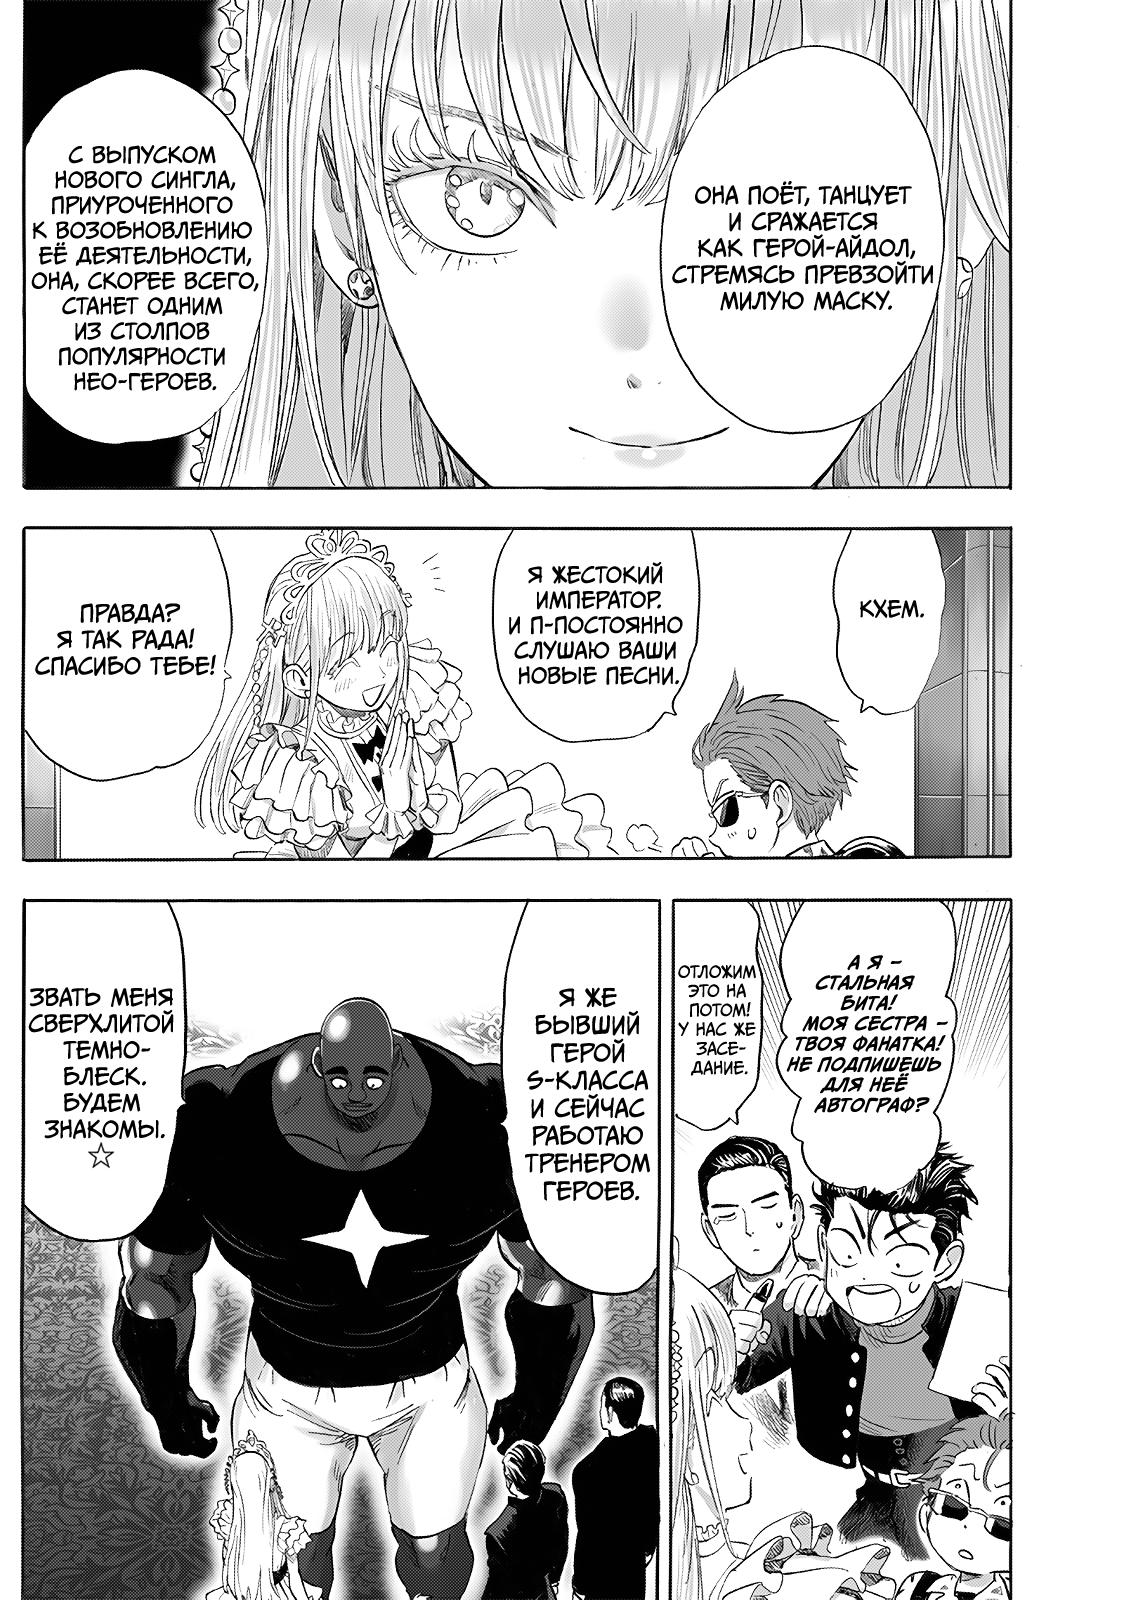 ОНА ПОЁТ, ТАНЦУЕТ
И СРАЖАЕТСЯ
КАК ГЕРОЙ-АЙДОЛ,
СТРЕМЯСЬ ПРЕВЗОЙТИ
МИЛУЮ МАСКУ.
С ВЫПУСКОМ
НОВОГО СИНГЛА,
ПРИУРОЧЕННОГО
К ВОЗОБНОВЛЕНИЮ
ЕЁ ДЕЯТЕЛЬНОСТИ,
ОНА, СКОРЕЕ ВСЕГО,
СТАНЕТ ОДНИМ
ИЗ СТОЛПОВ
ПОПУЛЯРНОСТИ
НЕО-ГЕРОЕВ.
КХЕМ.
Я ЖЕСТОКИЙ
ИМПЕРАТОР.
И П-ПОСТОЯННО
СЛУШАЮ ВАШИ
НОВЫЕ ПЕСНИ.
ПРАВДА?
Я ТАК РАДА!
СПАСИБО ТЕБЕ!
А Я –
СТАЛЬНАЯ
БИТА!
МОЯ СЕСТРА –
ТВОЯ ФАНАТКА!
НЕ ПОДПИШЕШЬ
ДЛЯ НЕЁ
АВТОГРАФ?
ОТЛОЖИМ
ЭТО НА
ПОТОМ!
У НАС ЖЕ
ЗАСЕ-
ДАНИЕ.
Я ЖЕ
БЫВШИЙ
ГЕРОЙ
S-КЛАССА
И СЕЙЧАС
РАБОТАЮ
ТРЕНЕРОМ
ГЕРОЕВ.
ЗВАТЬ МЕНЯ
СВЕРХЛИТОЙ
ТЕМНО-
БЛЕСК.
БУДЕМ
ЗНАКОМЫ.
☆